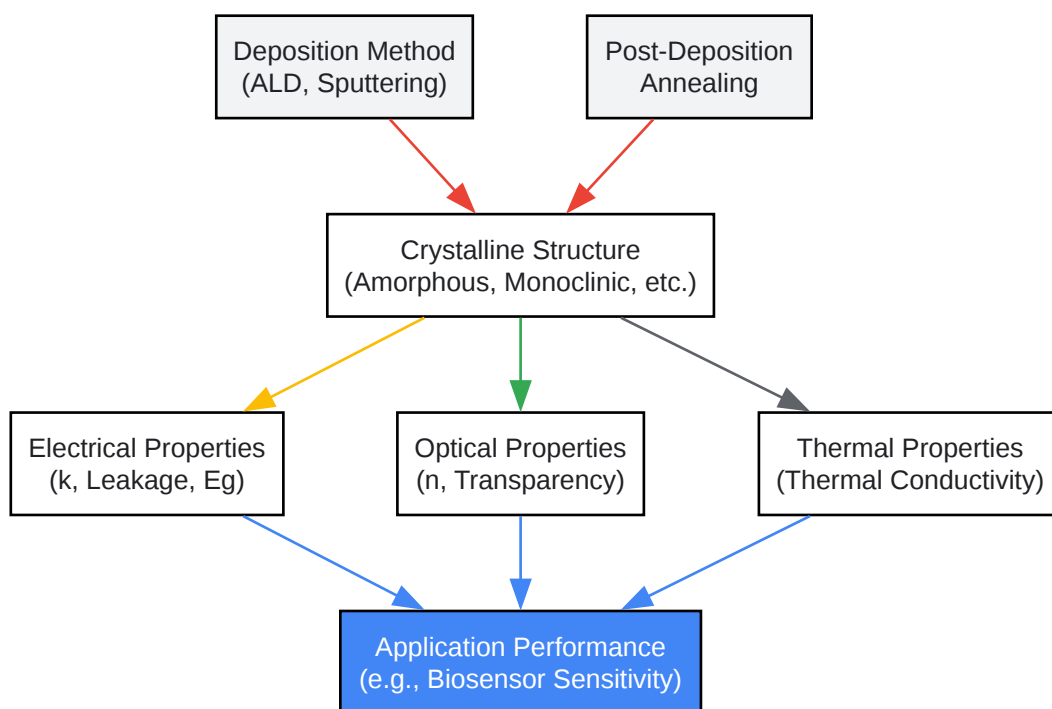 Deposition Method
(ALD, Sputtering)
Post-Deposition
Annealing
Crystalline Structure
(Amorphous, Monoclinic, etc.)
Electrical Properties
(k, Leakage, Eg)
Optical Properties
(n, Transparency)
Thermal Properties
(Thermal Conductivity)
Application Performance
(e.g., Biosensor Sensitivity)